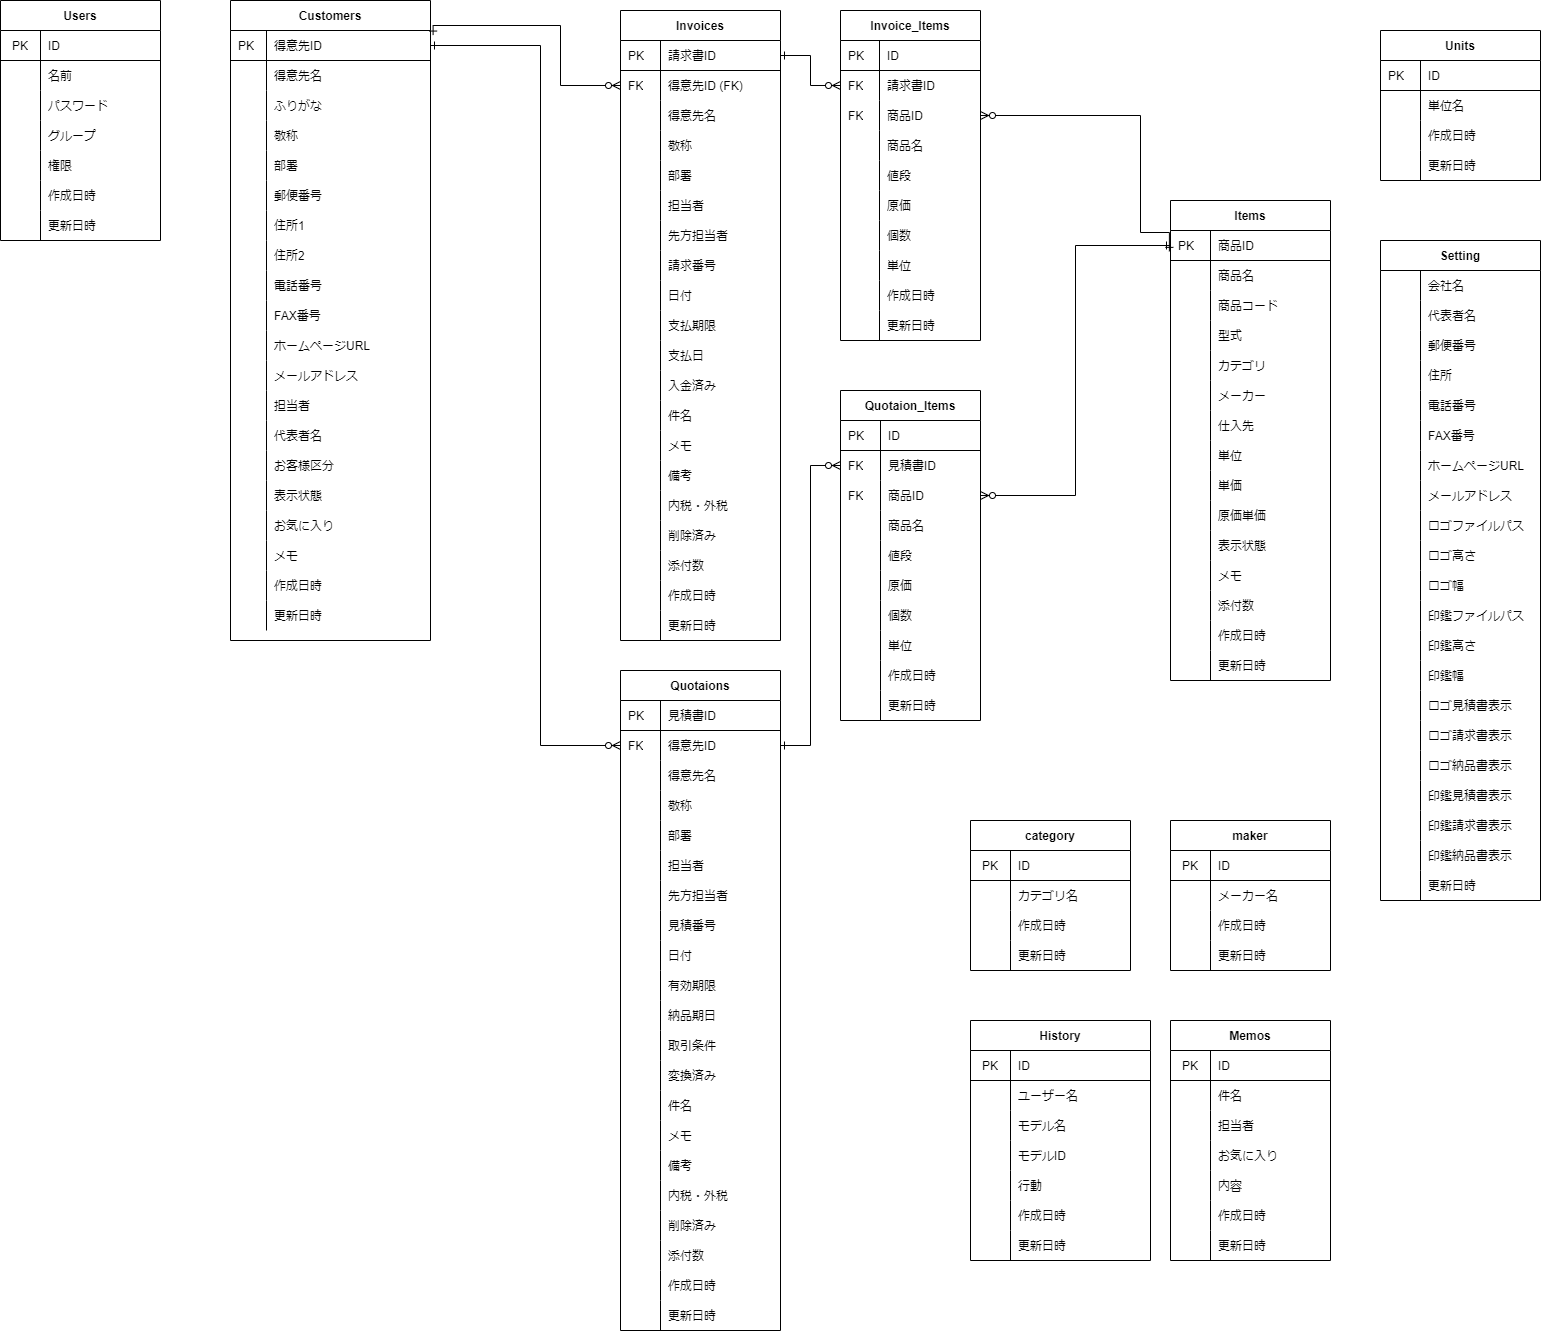 Users
PK ID
名前
パスワード
グループ
権限
作成日時
更新日時
Customers
PK 得意先ID
得意先名
ふりがな
敬称
部署
郵便番号
住所1
住所2
電話番号
FAX番号
ホームページURL
メールアドレス
担当者
代表者名
お客様区分
表示状態
お気に入り
メモ
作成日時
更新日時
Invoices
PK 請求書ID
FK 得意先ID (FK)
得意先名
敬称
部署
担当者
先方担当者
請求番号
日付
支払期限
支払日
入金済み
件名
メモ
備考
内税・外税
削除済み
添付数
作成日時
更新日時
Quotaions
PK 見積書ID
FK 得意先ID
得意先名
敬称
部署
担当者
先方担当者
見積番号
日付
有効期限
納品期日
取引条件
変換済み
件名
メモ
備考
内税・外税
削除済み
添付数
作成日時
更新日時
Invoice_Items
PK ID
FK 請求書ID
FK 商品ID
商品名
値段
原価
個数
単位
作成日時
更新日時
Quotaion_Items
PK ID
FK 見積書ID
FK 商品ID
商品名
値段
原価
個数
単位
作成日時
更新日時
Items
PK 商品ID
商品名
商品コード
型式
カテゴリ
メーカー
仕入先
単位
単価
原価単価
表示状態
メモ
添付数
作成日時
更新日時
category
PK ID
カテゴリ名
作成日時
更新日時
maker
PK ID
メーカー名
作成日時
更新日時
History
PK ID
ユーザー名
モデル名
モデルID
行動
作成日時
更新日時
Memos
PK ID
件名
担当者
お気に入り
内容
作成日時
更新日時
Units
PK ID
単位名
作成日時
更新日時
Setting
会社名
代表者名
郵便番号
住所
電話番号
FAX番号
ホームページURL
メールアドレス
ロゴファイルパス
ロゴ高さ
ロゴ幅
印鑑ファイルパス
印鑑高さ
印鑑幅
ロゴ見積書表示
ロゴ請求書表示
ロゴ納品書表示
印鑑見積書表示
印鑑請求書表示
印鑑納品書表示
更新日時